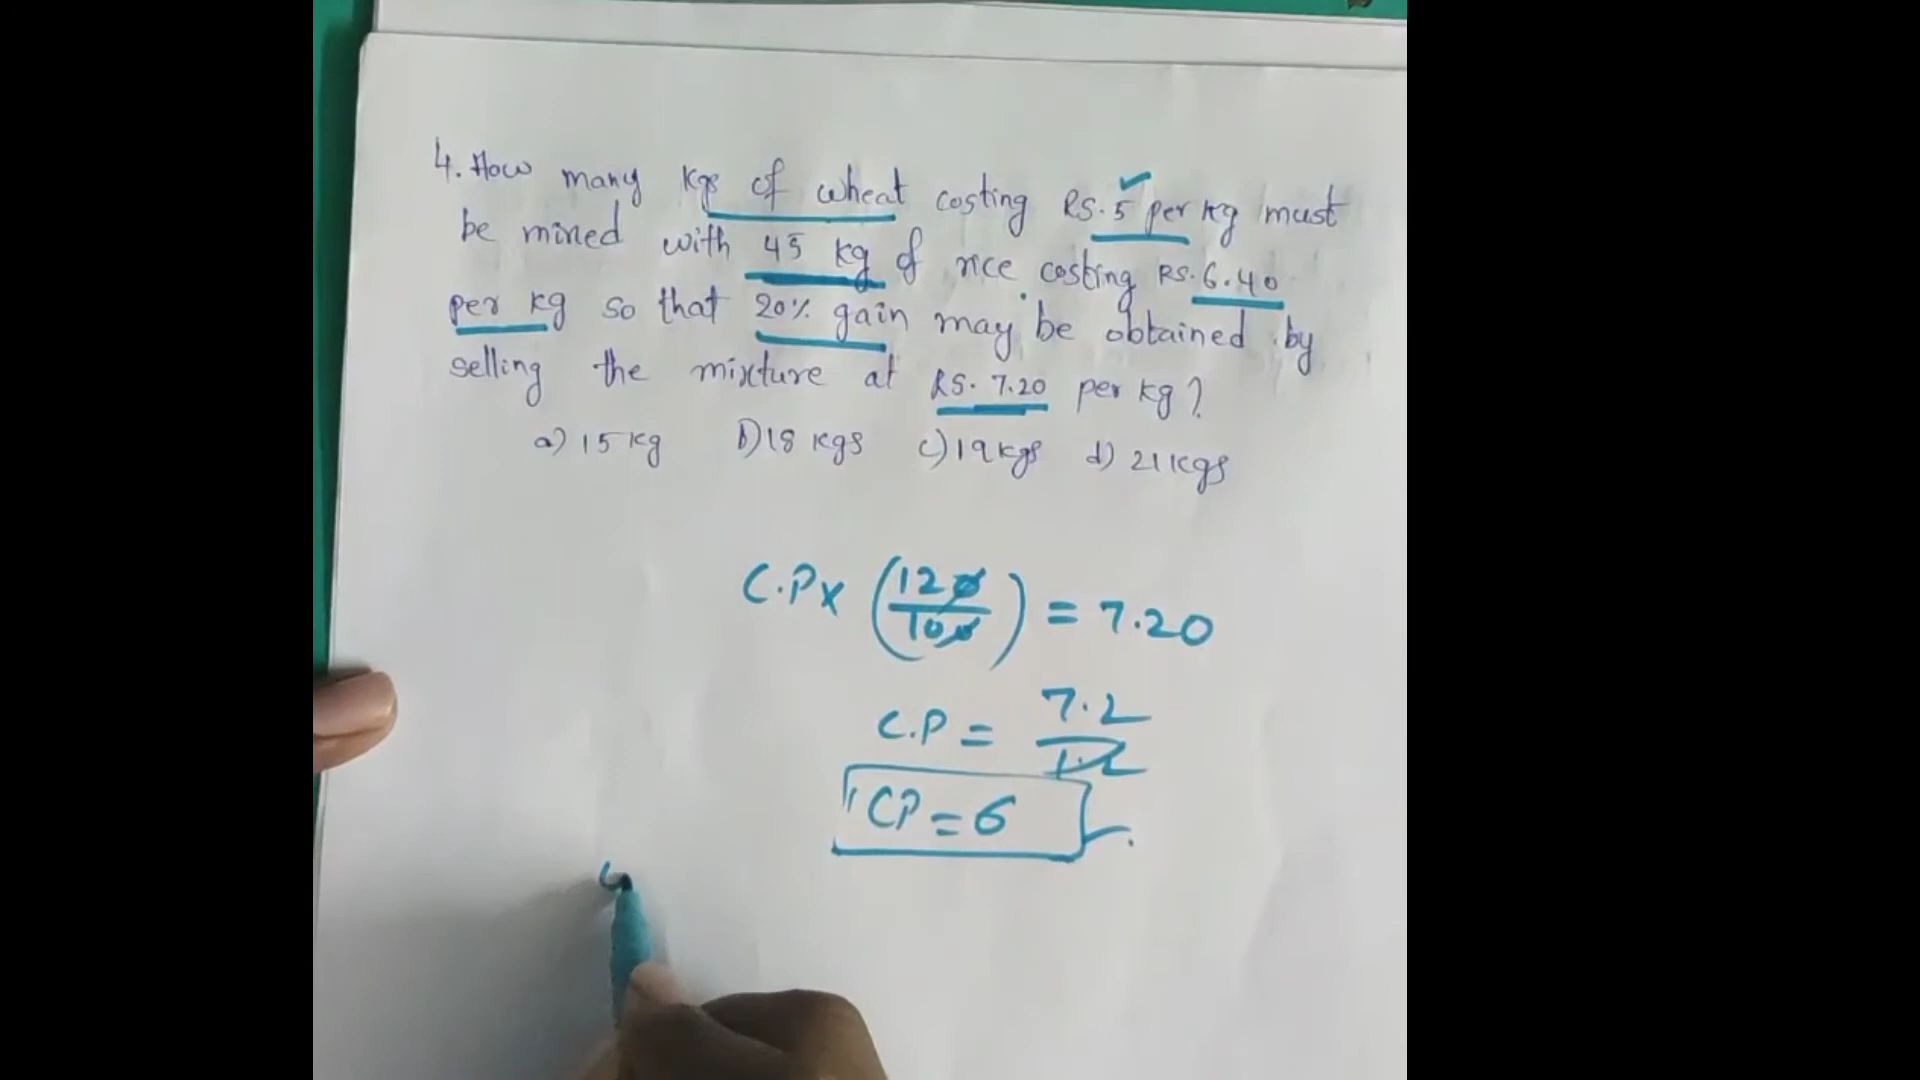 4. How many kgs of wheat costing Rs. 5 per kg must
be mixed with 45 kg of rice costing Rs. 6.40
per kg so that 20% gain may be obtained by
selling the mixture at RS. 7.20 per kg?
a) 15 kg b) 18 kgs c) 19 kgs d) 21 kgs
C.P x (120/100) = 7.20
C.P = 7.2/1.2
CP = 6